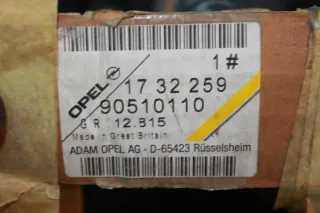 1#
OPEL
17 32 259
90510110
GR 12.815
Made in Great Britain
ADAM OPEL AG - D-65423 Rüsselsheim